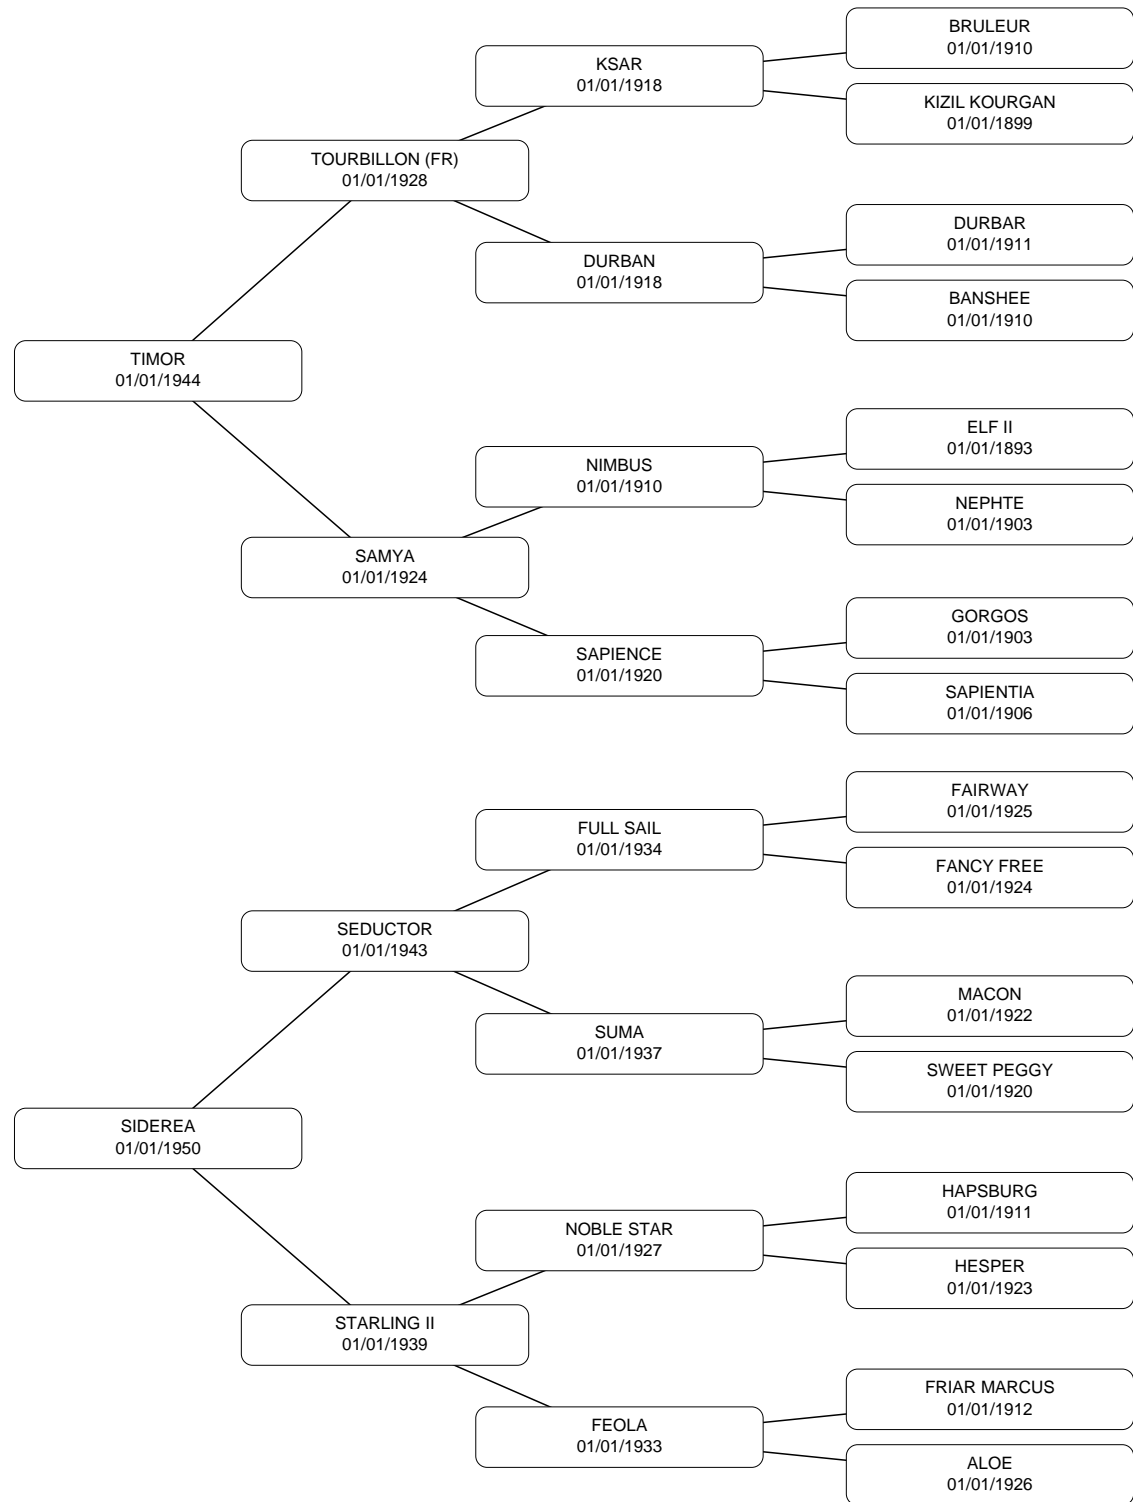 BRULEUR
01/01/1910
KSAR
01/01/1918
KIZIL KOURGAN
01/01/1899
TOURBILLON (FR)
01/01/1928
DURBAR
01/01/1911
DURBAN
01/01/1918
BANSHEE
01/01/1910
TIMOR
01/01/1944
ELF II
01/01/1893
NIMBUS
01/01/1910
NEPHTE
01/01/1903
SAMYA
01/01/1924
GORGOS
01/01/1903
SAPIENCE
01/01/1920
SAPIENTIA
01/01/1906
FAIRWAY
01/01/1925
FULL SAIL
01/01/1934
FANCY FREE
01/01/1924
SEDUCTOR
01/01/1943
MACON
01/01/1922
SUMA
01/01/1937
SWEET PEGGY
01/01/1920
SIDEREA
01/01/1950
HAPSBURG
01/01/1911
NOBLE STAR
01/01/1927
HESPER
01/01/1923
STARLING II
01/01/1939
FRIAR MARCUS
01/01/1912
FEOLA
01/01/1933
ALOE
01/01/1926